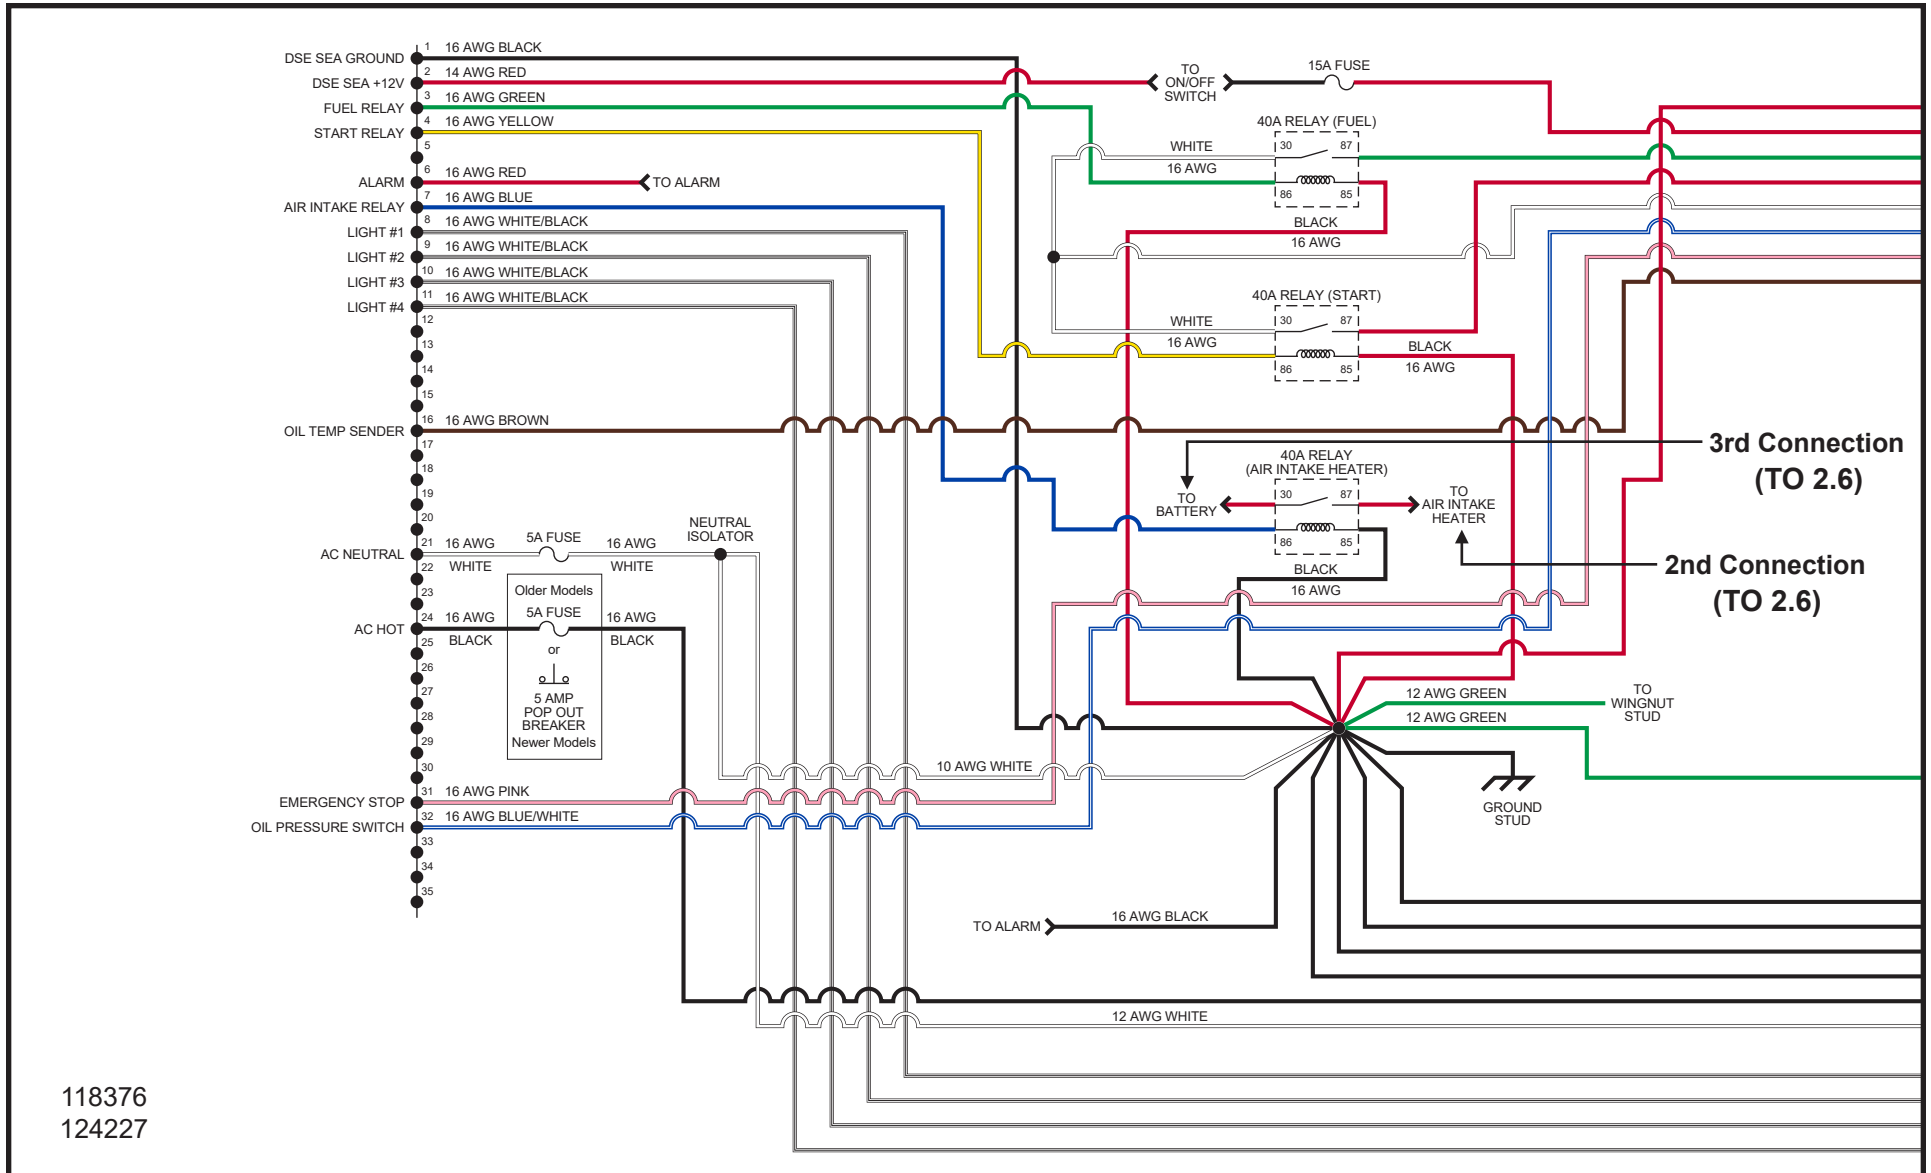 DSE SEA GROUND 1 16 AWG BLACK
DSE SEA +12V 2 14 AWG RED
FUEL RELAY 3 16 AWG GREEN
START RELAY 4 16 AWG YELLOW
5
ALARM 6 16 AWG RED TO ALARM
AIR INTAKE RELAY 7 16 AWG BLUE
LIGHT #1 8 16 AWG WHITE/BLACK
LIGHT #2 9 16 AWG WHITE/BLACK
LIGHT #3 10 16 AWG WHITE/BLACK
LIGHT #4 11 16 AWG WHITE/BLACK
12
13
14
15
OIL TEMP SENDER 16 16 AWG BROWN
17
18
19
20
AC NEUTRAL 21 16 AWG 5A FUSE 16 AWG
22 WHITE WHITE
NEUTRAL
ISOLATOR
23
Older Models
AC HOT 24 16 AWG 5A FUSE 16 AWG
25 BLACK or BLACK
5 AMP
POP OUT
BREAKER
Newer Models
26
27
28
29
30
EMERGENCY STOP 31 16 AWG PINK
OIL PRESSURE SWITCH 32 16 AWG BLUE/WHITE
33
34
35
TO
ON/OFF
SWITCH
15A FUSE
40A RELAY (FUEL)
WHITE 30 87
16 AWG
86 85
BLACK
16 AWG
40A RELAY (START)
WHITE 30 87
16 AWG
86 85
BLACK
16 AWG
3rd Connection
(TO 2.6)
40A RELAY
(AIR INTAKE HEATER)
TO
BATTERY
30 87
TO
AIR INTAKE
HEATER
86 85
BLACK
16 AWG
2nd Connection
(TO 2.6)
12 AWG GREEN
TO
WINGNUT
STUD
12 AWG GREEN
10 AWG WHITE
GROUND
STUD
TO ALARM 16 AWG BLACK
12 AWG WHITE
118376
124227